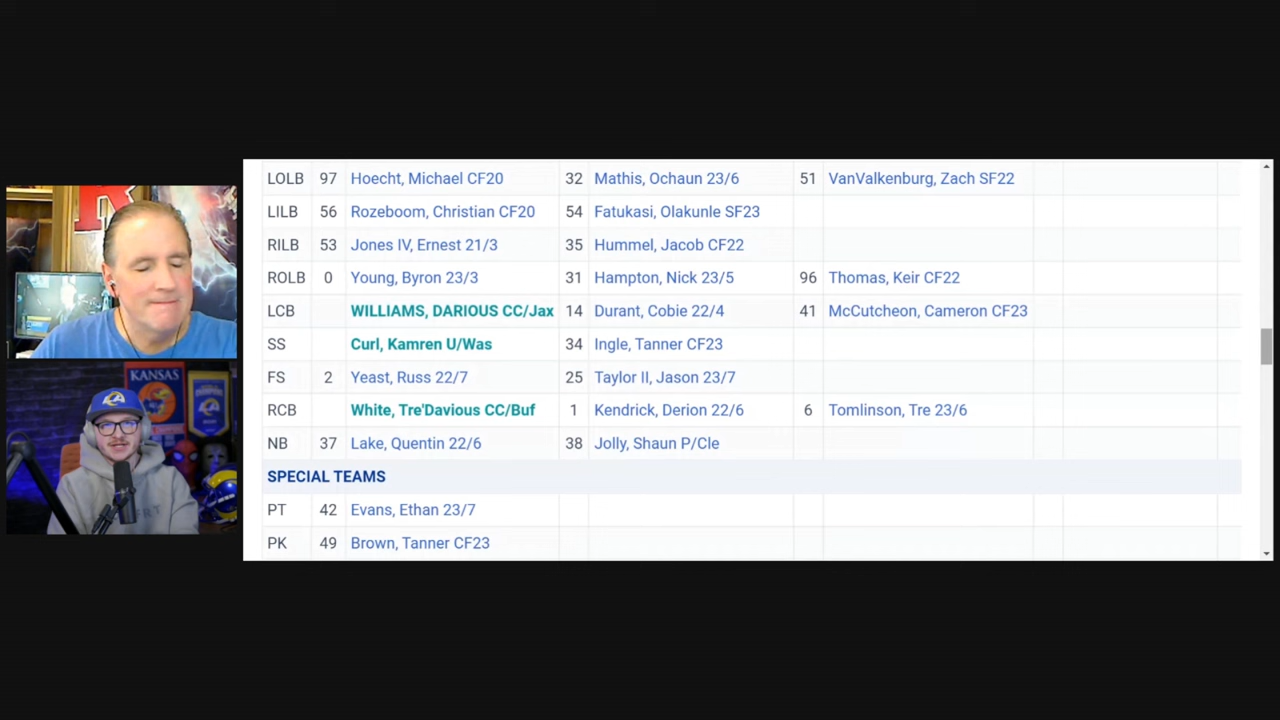 LOLB 97 Hoecht, Michael CF20 32 Mathis, Ochaun 23/6 51 VanValkenburg, Zach SF22
LILB 56 Rozeboom, Christian CF20 54 Fatukasi, Olakunle SF23
RILB 53 Jones IV, Ernest 21/3 35 Hummel, Jacob CF22
ROLB 0 Young, Byron 23/3 31 Hampton, Nick 23/5 96 Thomas, Keir CF22
LCB WILLIAMS, DARIOUS CC/Jax 14 Durant, Cobie 22/4 41 McCutcheon, Cameron CF23
SS Curl, Kamren U/Was 34 Ingle, Tanner CF23
FS 2 Yeast, Russ 22/7 25 Taylor II, Jason 23/7
RCB White, Tre'Davious CC/Buf 1 Kendrick, Derion 22/6 6 Tomlinson, Tre 23/6
NB 37 Lake, Quentin 22/6 38 Jolly, Shaun P/Cle
SPECIAL TEAMS
PT 42 Evans, Ethan 23/7
PK 49 Brown, Tanner CF23
KANSAS